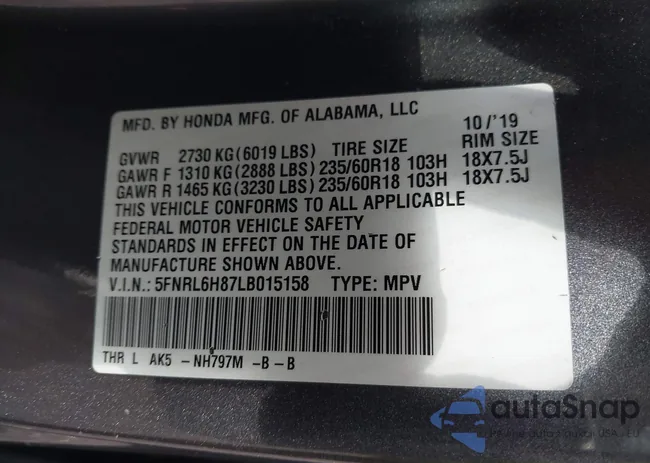 MFD. BY HONDA MFG. OF ALABAMA, LLC 10/'19
GVWR 2730 KG (6019 LBS) TIRE SIZE RIM SIZE
GAWR F 1310 KG (2888 LBS) 235/60R18 103H 18X7.5J
GAWR R 1465 KG (3230 LBS) 235/60R18 103H 18X7.5J
THIS VEHICLE CONFORMS TO ALL APPLICABLE
FEDERAL MOTOR VEHICLE SAFETY
STANDARDS IN EFFECT ON THE DATE OF
MANUFACTURE SHOWN ABOVE.
V.I.N.: 5FNRL6H87LB015158 TYPE: MPV
THR L AK5 - NH797M -B - B
autoSnap